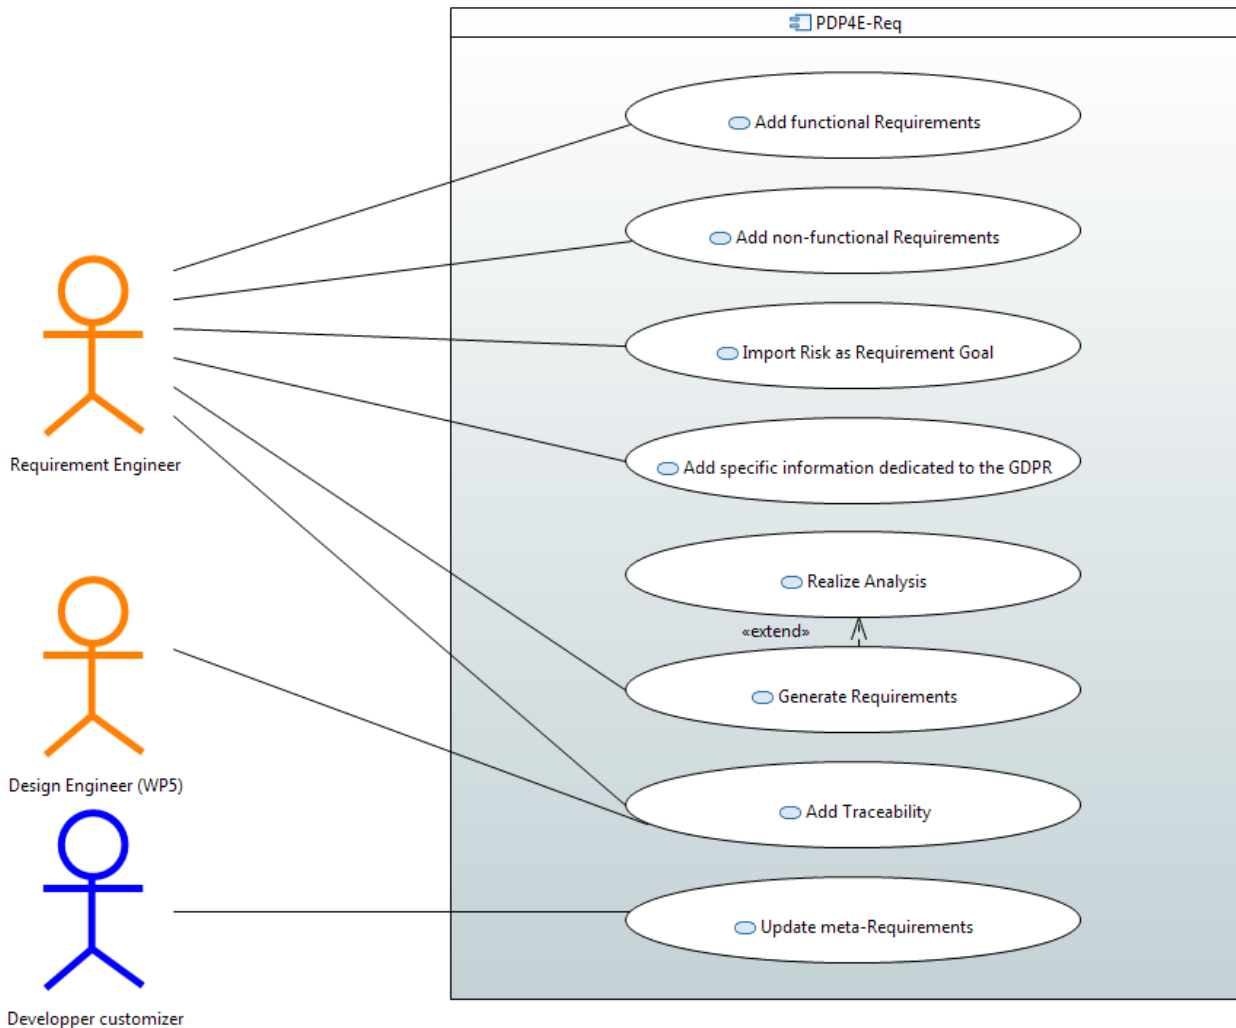 PDP4E-Req
Add functional Requirements
Add non-functional Requirements
Import Risk as Requirement Goal
Requirement Engineer
Add specific information dedicated to the GDPR
Realize Analysis
«extend»
Generate Requirements
Design Engineer (WP5)
Add Traceability
Update meta-Requirements
Developper customizer